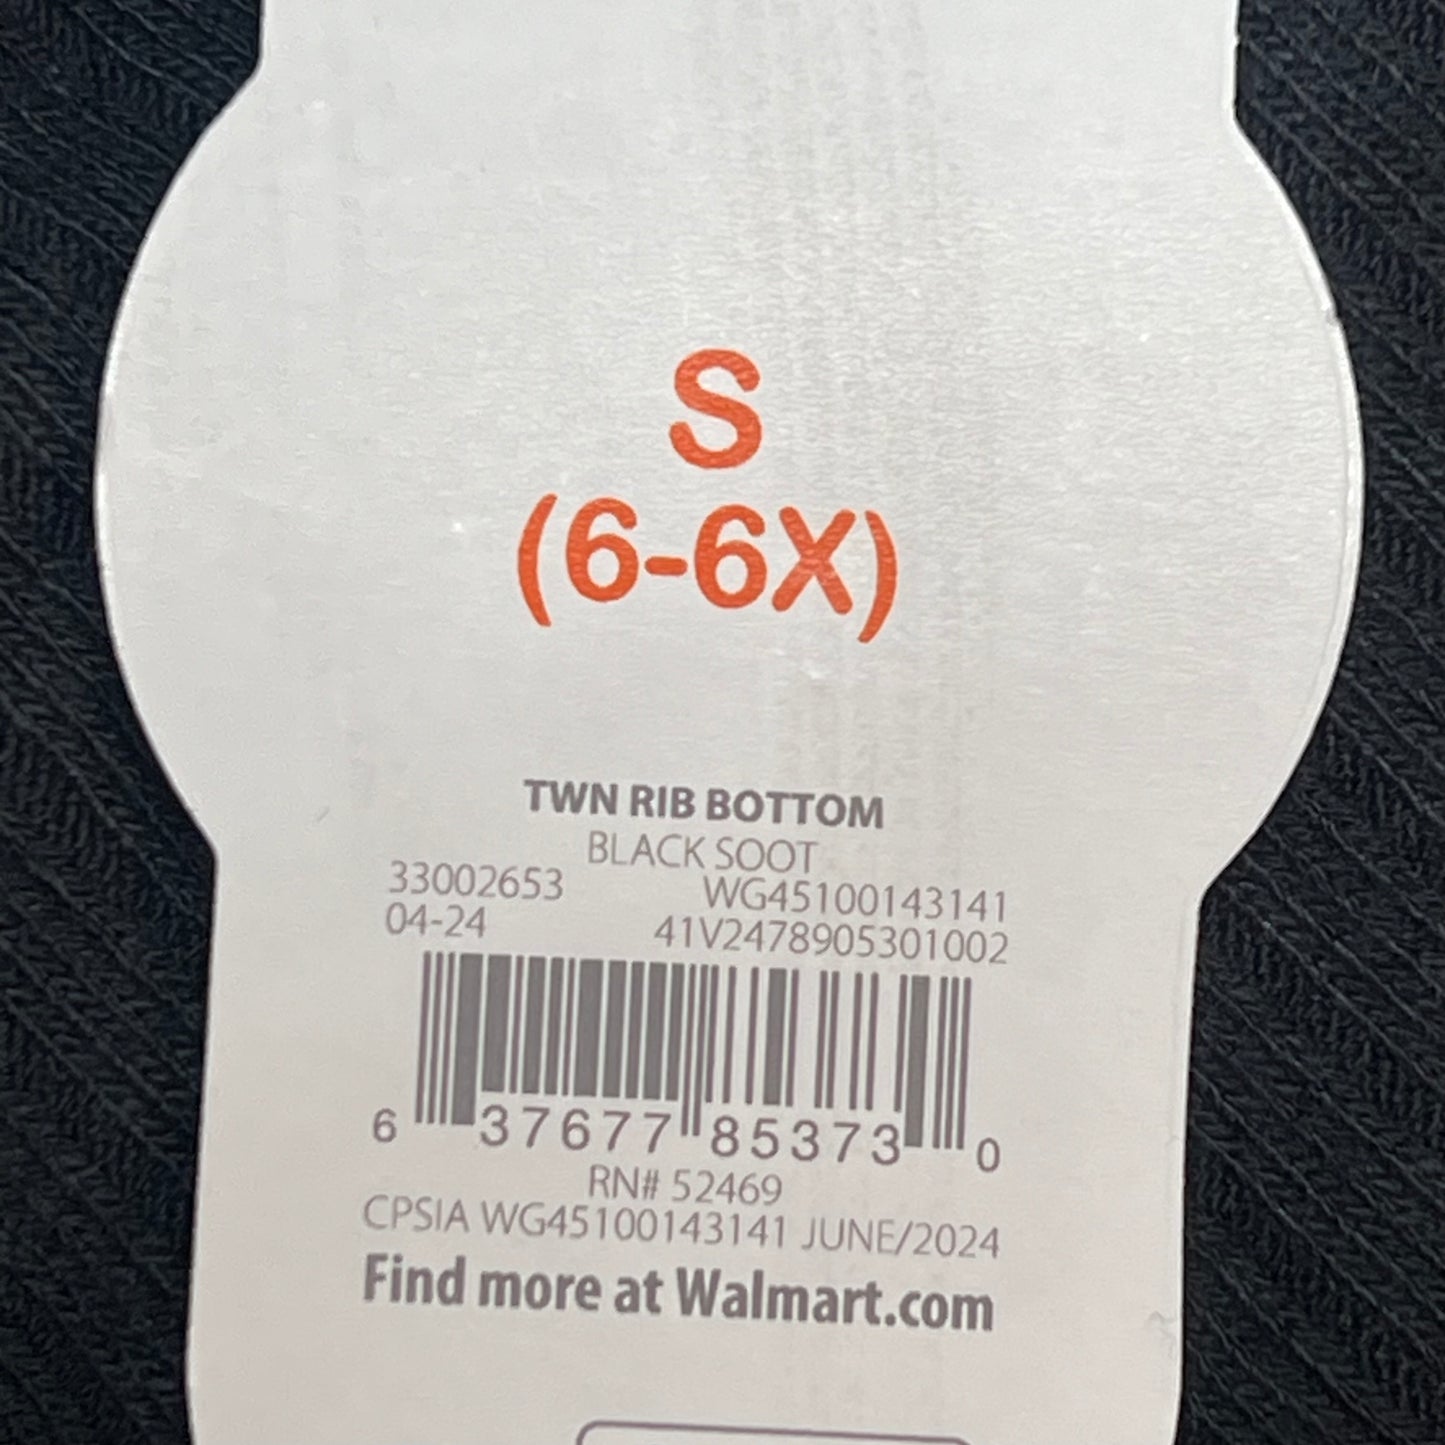 S
(6-6X)
TWN RIB BOTTOM
BLACK SOOT
33002653 WG45100143141
04-24 41V2478905301002
6 37677 85373 0
RN# 52469
CPSIA WG45100143141 JUNE/2024
Find more at Walmart.com